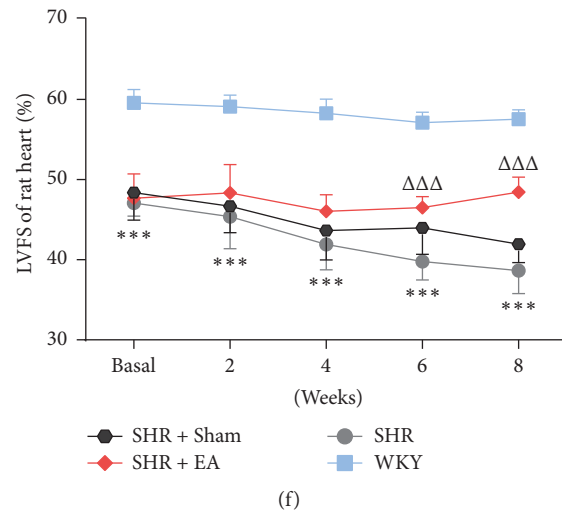 LVFS of rat heart (%)
70
60
50
40
30
ΔΔΔ
ΔΔΔ
***
***
***
***
***
Basal 2 4 6 8
(Weeks)
SHR + Sham SHR
SHR + EA WKY
(f)